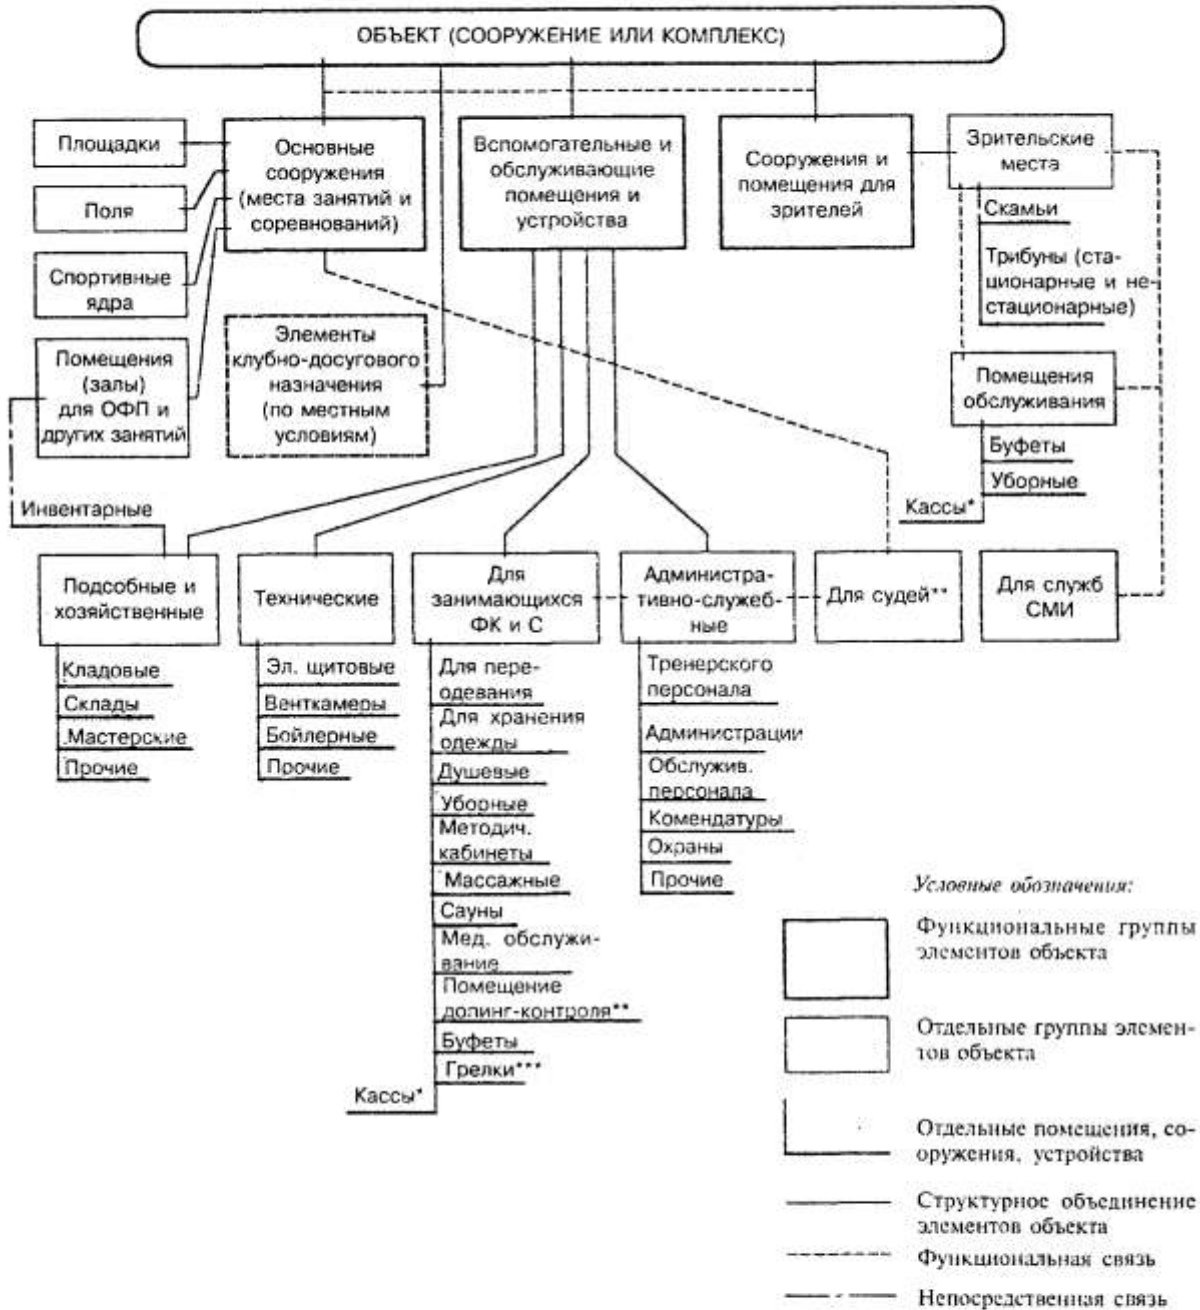 ОБЪЕКТ (СООРУЖЕНИЕ ИЛИ КОМПЛЕКС)
Площадки
Поля
Спортивные
ядра
Помещения
(залы)
для ОФП и
других занятий
Основные
сооружения
(места занятий и
соревнований)
Вспомогательные и
обслуживающие
помещения и
устройства
Сооружения и
помещения для
зрителей
Зрительские
места
Скамьи
Трибуны (ста-
ционарные и не-
стационарные)
Элементы
клубно-досугового
назначения
(по местным
условиям)
Помещения
обслуживания
Буфеты
Уборные
Кассы*
Инвентарные
Подсобные и
хозяйственные
Кладовые
Склады
Мастерские
Прочие
Технические
Эл. щитовые
Венткамеры
Бойлерные
Прочие
Для
занимающихся
ФК и С
Для пере-
одевания
Для хранения
одежды
Душевые
Уборные
Методич.
кабинеты
Массажные
Сауны
Мед. обслужи-
вание
Помещение
допинг-контроля**
Буфеты
Грелки***
Кассы*
Администра-
тивно-служеб-
ные
Тренерского
персонала
Администрации
Обслужив.
персонала
Комендатуры
Охраны
Прочие
Для судей**
Для служб
СМИ
Условные обозначения:
Функциональные группы
элементов объекта
Отдельные группы элемен-
тов объекта
Отдельные помещения, со-
оружения, устройства
Структурное объединение
элементов объекта
Функциональная связь
Непосредственная связь